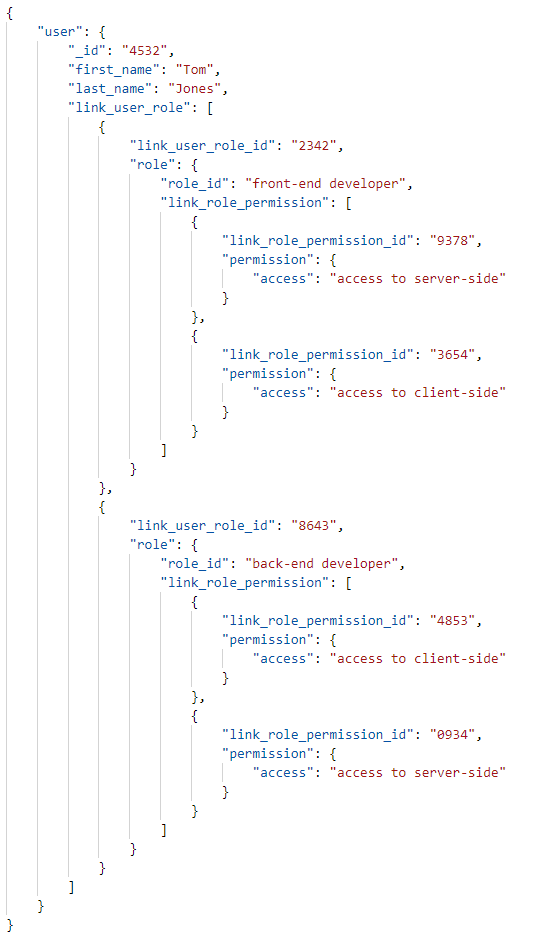 {
    "user": {
        "_id": "4532",
        "first_name": "Tom",
        "last_name": "Jones",
        "link_user_role": [
            {
                "link_user_role_id": "2342",
                "role": {
                    "role_id": "front-end developer",
                    "link_role_permission": [
                        {
                            "link_role_permission_id": "9378",
                            "permission": {
                                "access": "access to server-side"
                            }
                        },
                        {
                            "link_role_permission_id": "3654",
                            "permission": {
                                "access": "access to client-side"
                            }
                        }
                    ]
                }
            },
            {
                "link_user_role_id": "8643",
                "role": {
                    "role_id": "back-end developer",
                    "link_role_permission": [
                        {
                            "link_role_permission_id": "4853",
                            "permission": {
                                "access": "access to client-side"
                            }
                        },
                        {
                            "link_role_permission_id": "0934",
                            "permission": {
                                "access": "access to server-side"
                            }
                        }
                    ]
                }
            }
        ]
    }
}